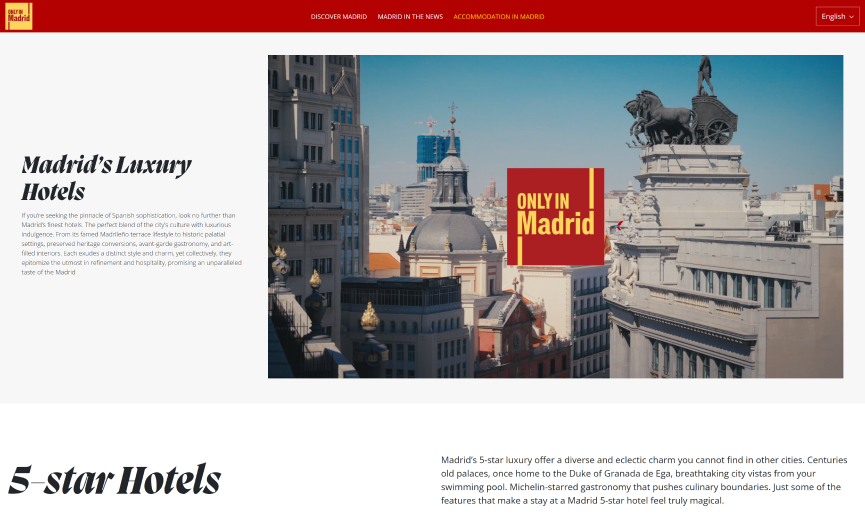 ONLY IN
Madrid
DISCOVER MADRID
MADRID IN THE NEWS
ACCOMMODATION IN MADRID
English
Madrid's Luxury
Hotels
If you're seeking the pinnacle of Spanish sophistication, look no further than
Madrid's finest hotels. The perfect blend of the city's culture with luxurious
indulgence. From its famed Madrileño terrace lifestyle to historic palatial
settings, preserved heritage conversions, avant-garde gastronomy, and art-
filled interiors. Each exudes a distinct style and charm, yet collectively, they
epitomize the utmost in refinement and hospitality, promising an unparalleled
taste of the Madrid
ONLY IN
Madrid
5-star Hotels
Madrid's 5-star luxury offer a diverse and eclectic charm you cannot find in other cities. Centuries
old palaces, once home to the Duke of Granada de Ega, breathtaking city vistas from your
swimming pool. Michelin-starred gastronomy that pushes culinary boundaries. Just some of the
features that make a stay at a Madrid 5-star hotel feel truly magical.